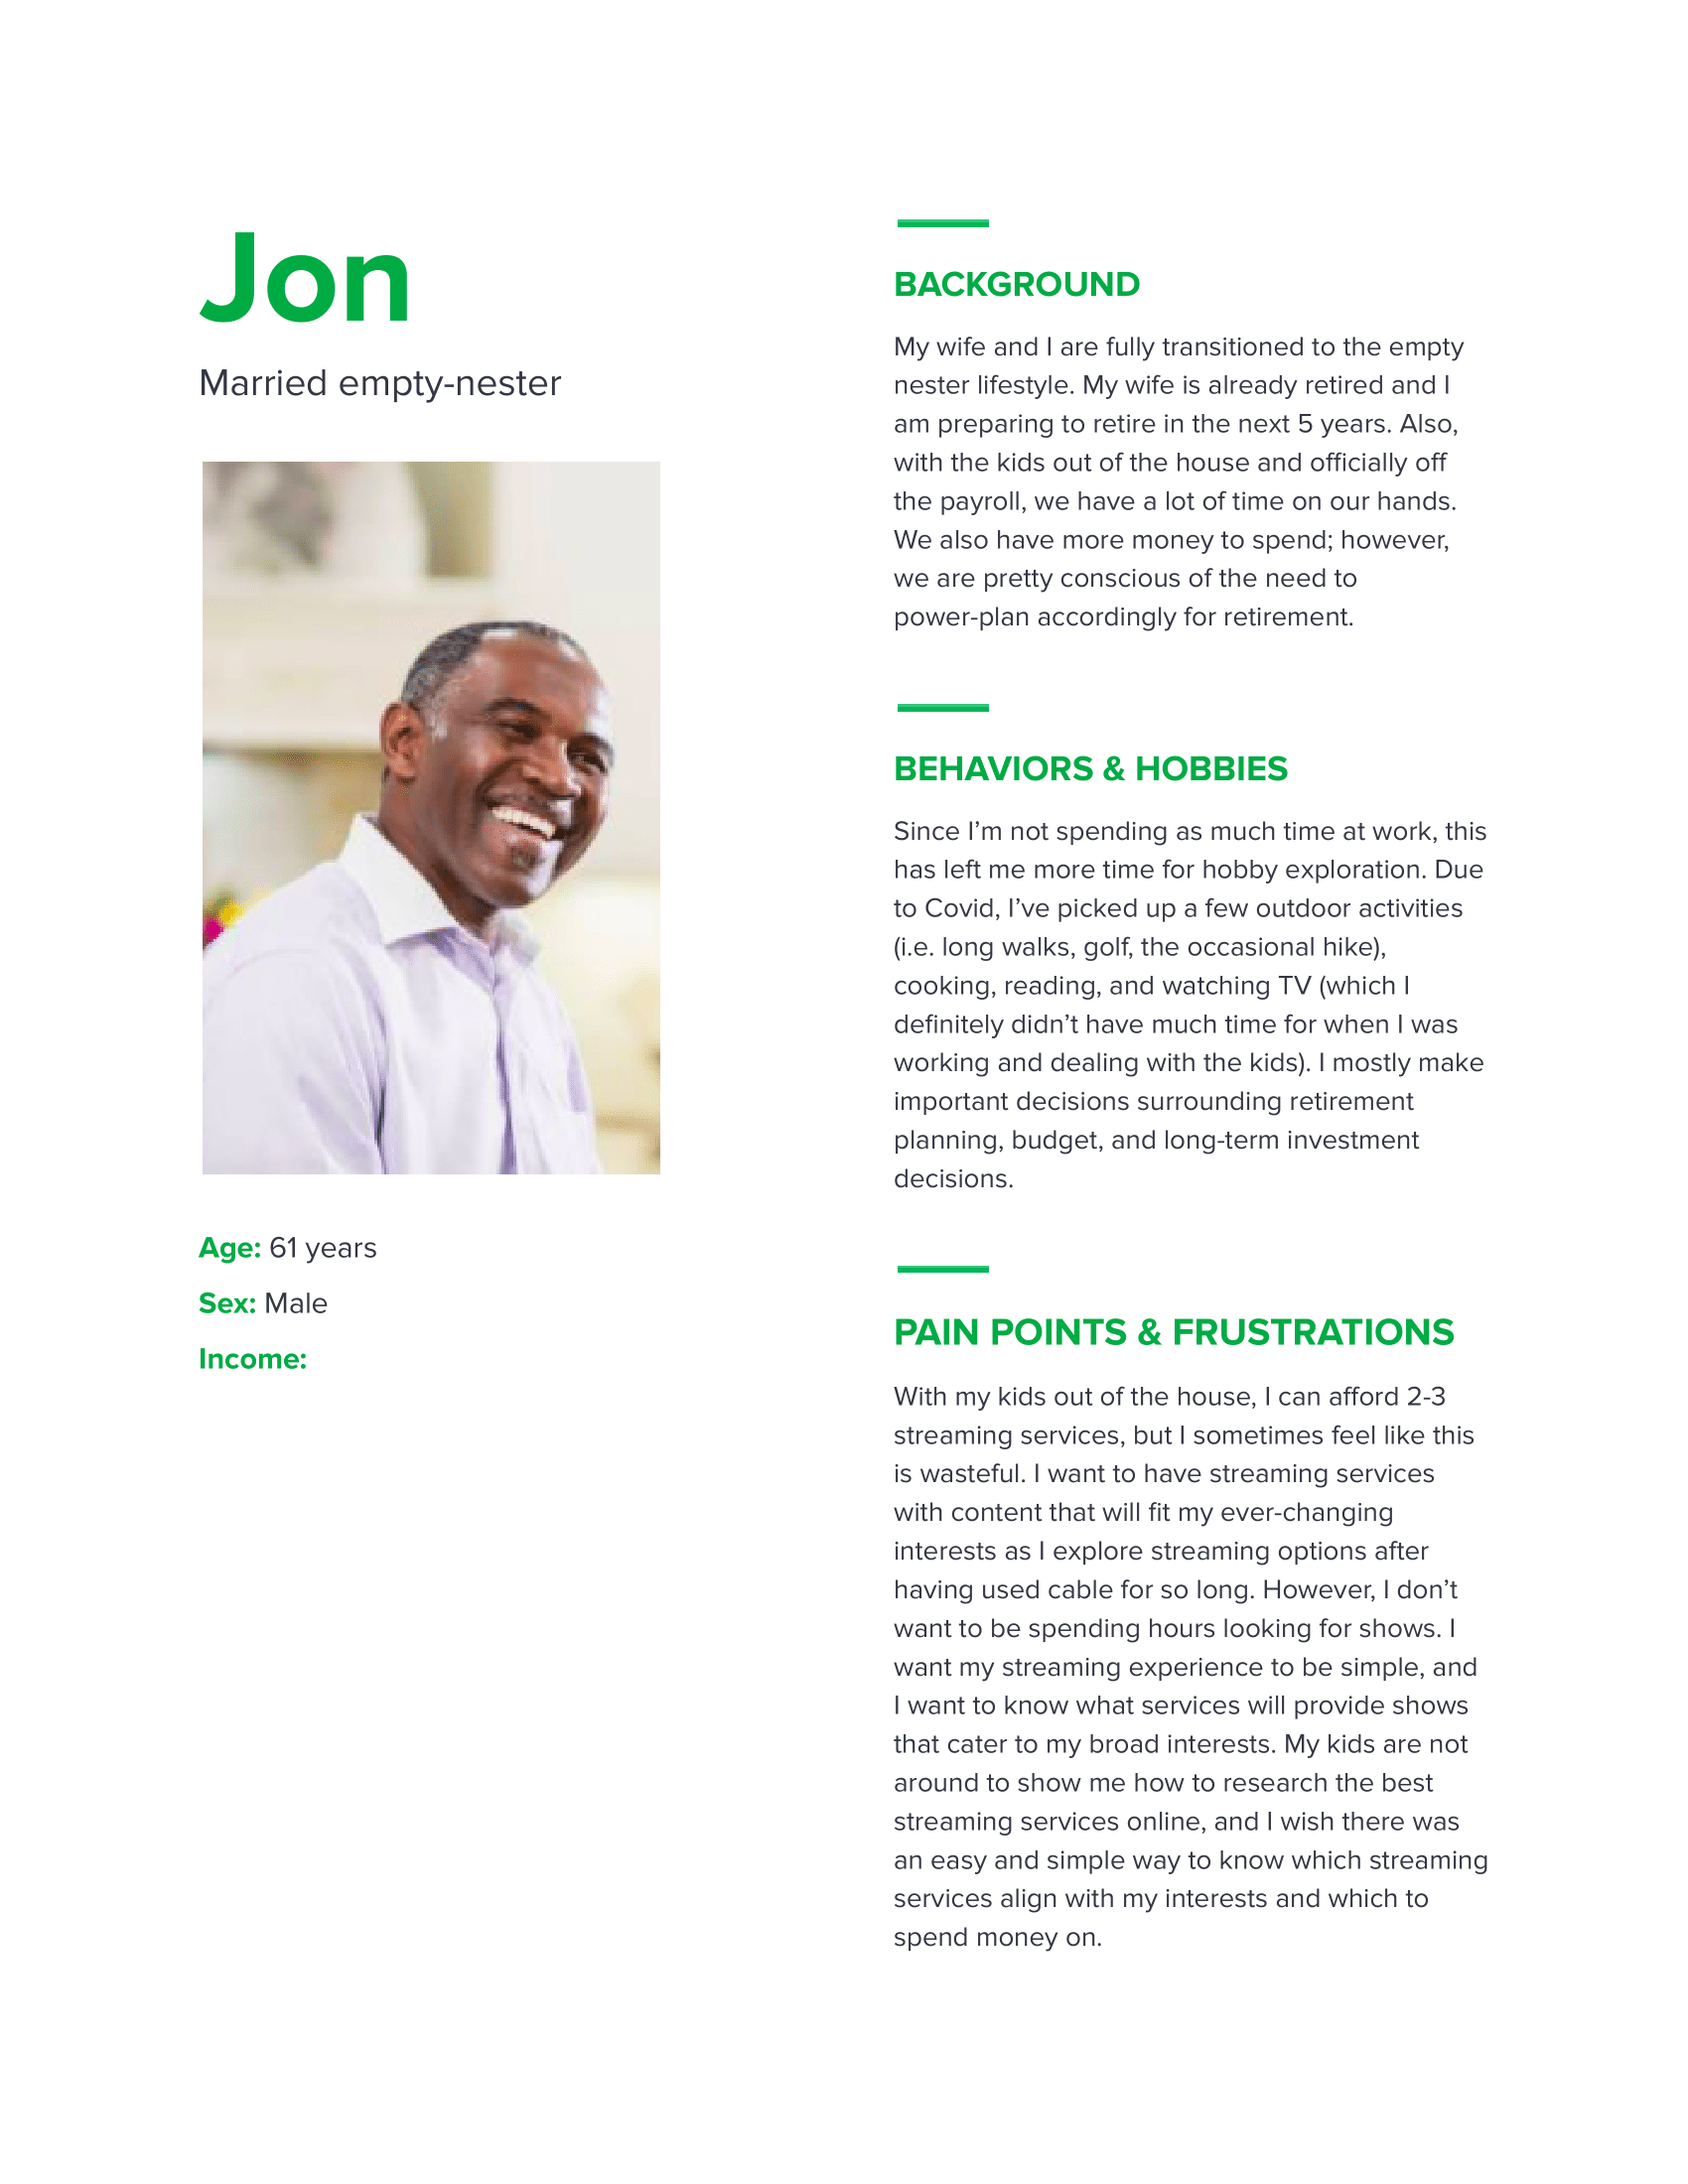 Jon
Married empty-nester
Age: 61 years
Sex: Male
Income:
BACKGROUND
My wife and I are fully transitioned to the empty
nester lifestyle. My wife is already retired and I
am preparing to retire in the next 5 years. Also,
with the kids out of the house and officially off
the payroll, we have a lot of time on our hands.
We also have more money to spend; however,
we are pretty conscious of the need to
power-plan accordingly for retirement.
BEHAVIORS & HOBBIES
Since I’m not spending as much time at work, this
has left me more time for hobby exploration. Due
to Covid, I’ve picked up a few outdoor activities
(i.e. long walks, golf, the occasional hike),
cooking, reading, and watching TV (which I
definitely didn’t have much time for when I was
working and dealing with the kids). I mostly make
important decisions surrounding retirement
planning, budget, and long-term investment
decisions.
PAIN POINTS & FRUSTRATIONS
With my kids out of the house, I can afford 2-3
streaming services, but I sometimes feel like this
is wasteful. I want to have streaming services
with content that will fit my ever-changing
interests as I explore streaming options after
having used cable for so long. However, I don’t
want to be spending hours looking for shows. I
want my streaming experience to be simple, and
I want to know what services will provide shows
that cater to my broad interests. My kids are not
around to show me how to research the best
streaming services online, and I wish there was
an easy and simple way to know which streaming
services align with my interests and which to
spend money on.